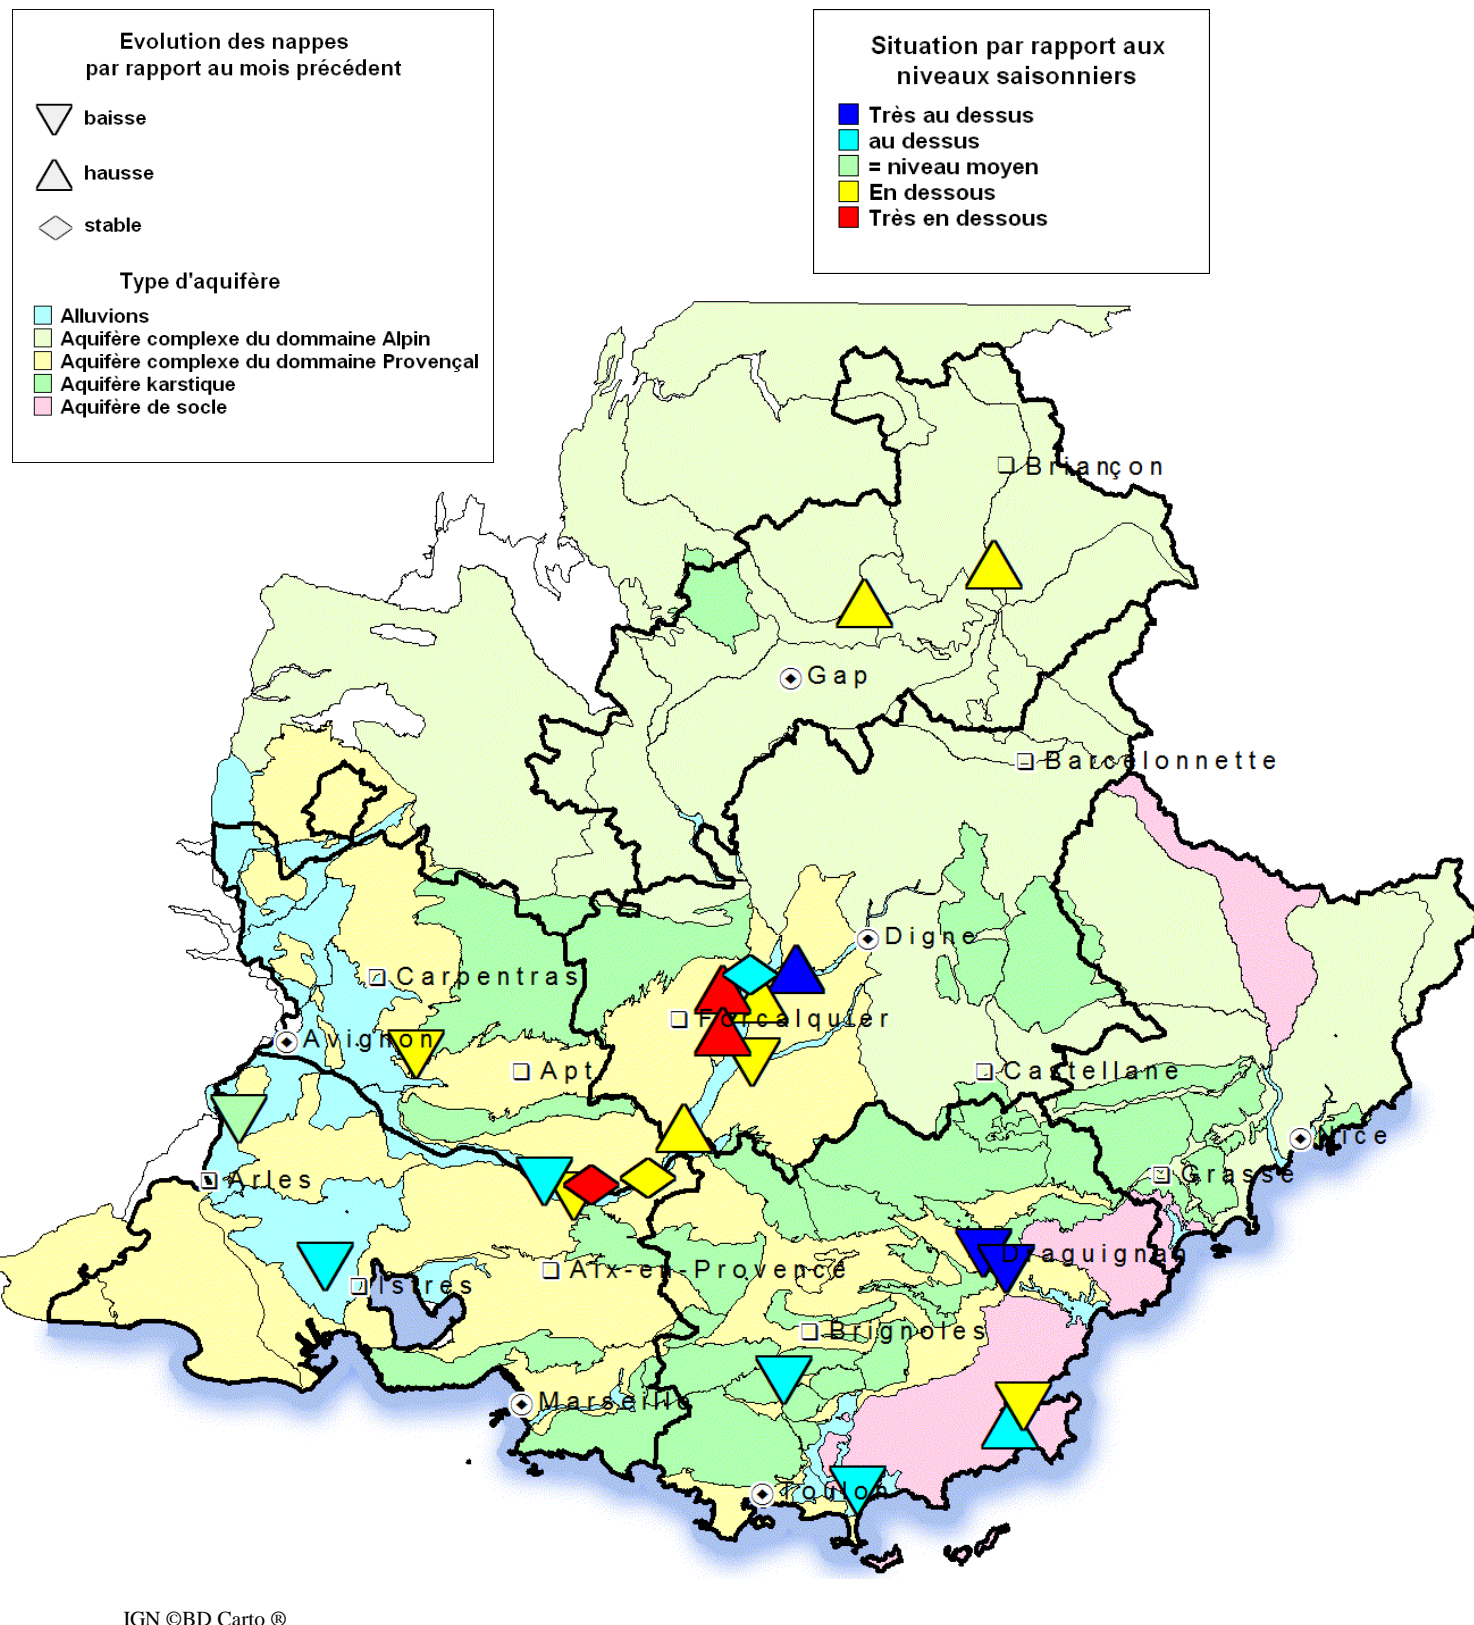 Evolution des nappes
par rapport au mois précédent
baisse
hausse
stable
Type d'aquifère
Alluvions
Aquifère complexe du dommaine Alpin
Aquifère complexe du dommaine Provençal
Aquifère karstique
Aquifère de socle
Situation par rapport aux
niveaux saisonniers
Très au dessus
au dessus
= niveau moyen
En dessous
Très en dessous
Briançon
Gap
Barcelonnette
Digne
Carpentras
Forcalquier
Avignon
Apt
Castellane
Nice
Arles
Grasse
Draguignan
Aix-en-Provence
Istres
Brignoles
Marseille
Toulon
IGN ©BD Carto ®